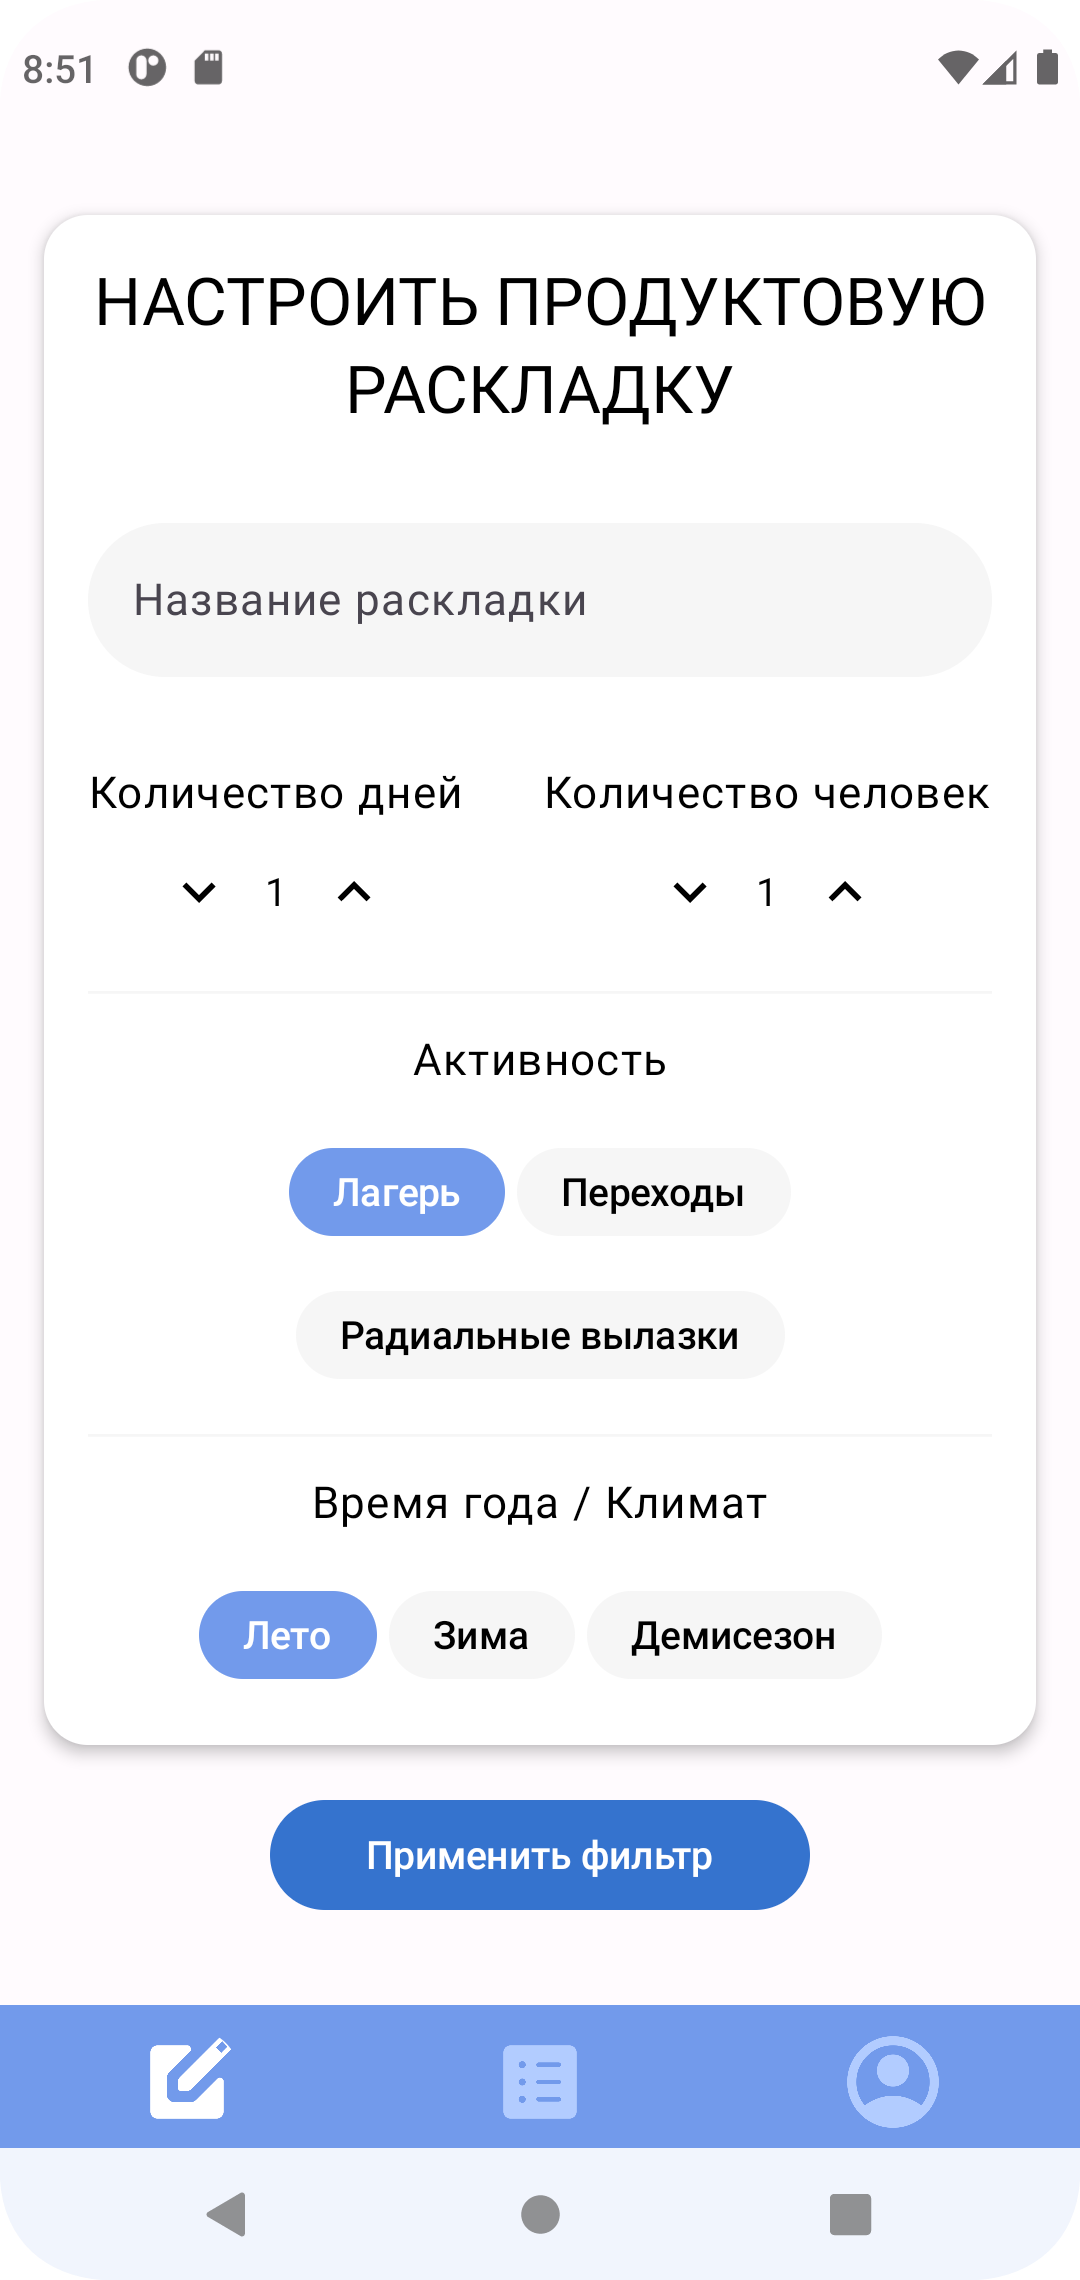 8:51
НАСТРОИТЬ ПРОДУКТОВУЮ
РАСКЛАДКУ
Название раскладки
Количество дней
Количество человек
1
1
Активность
Лагерь
Переходы
Радиальные вылазки
Время года / Климат
Лето
Зима
Демисезон
Применить фильтр